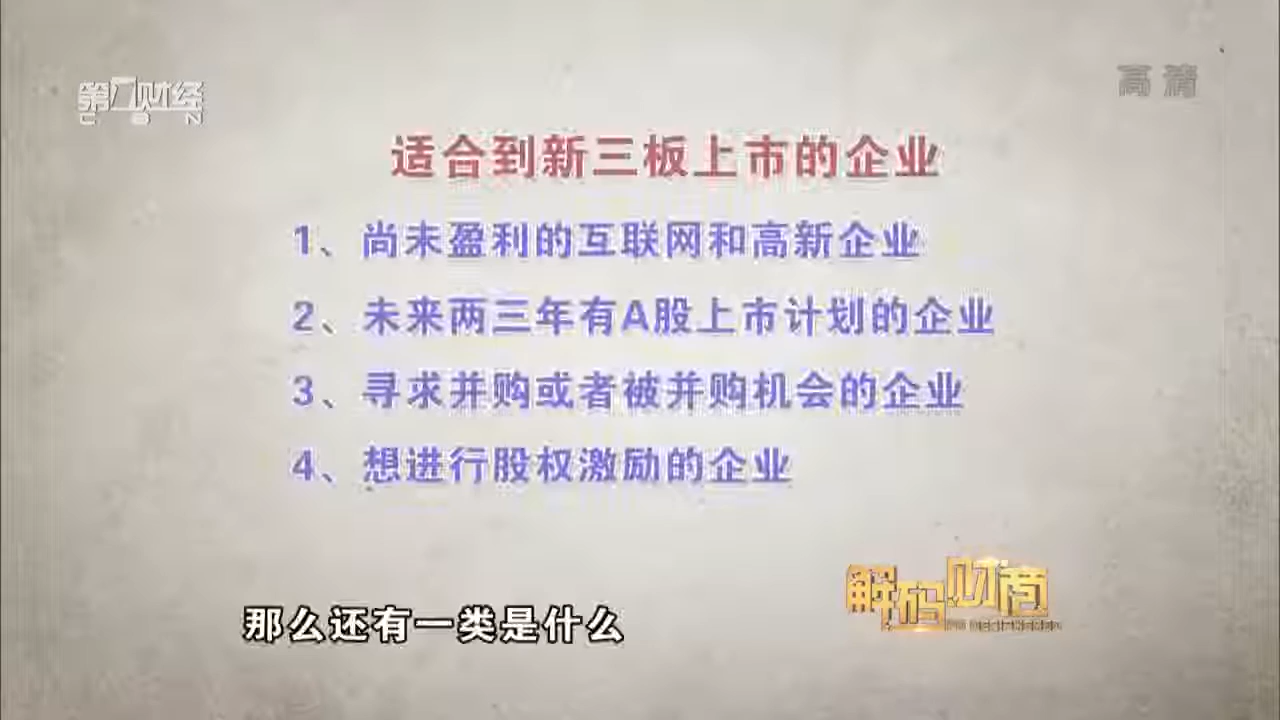 第一财经
CBN
高清
适合到新三板上市的企业
1、尚未盈利的互联网和高新企业
2、未来两三年有A股上市计划的企业
3、寻求并购或者被并购机会的企业
4、想进行股权激励的企业
解码财商
那么还有一类是什么